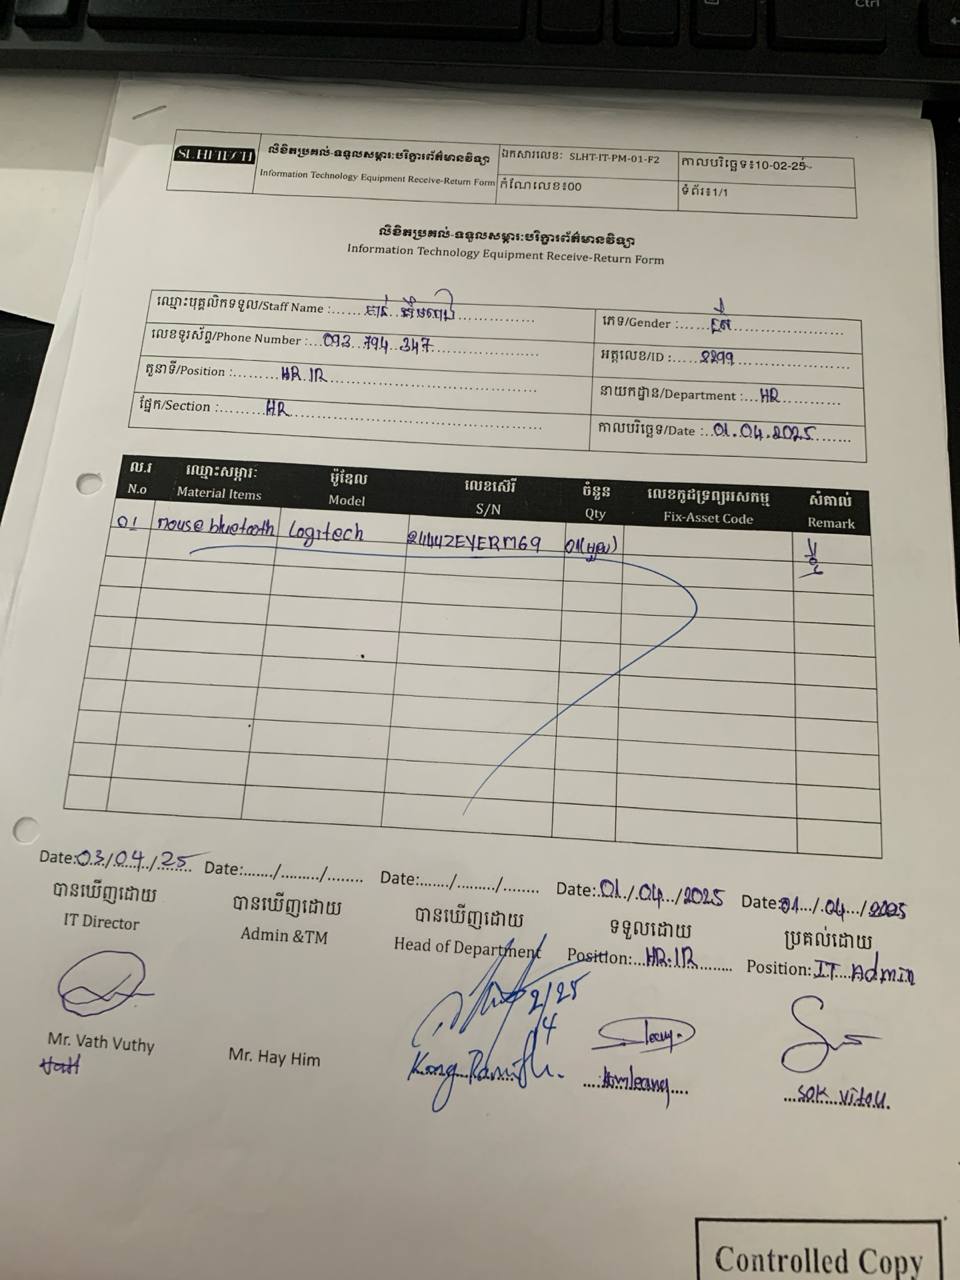 SLHTECH
លិខិតប្រគល់-ទទួលសម្ភារៈបរិក្ខារព័ត៌មានវិទ្យា
Information Technology Equipment Receive-Return Form
ឯកសារលេខៈ SLHT-IT-PM-01-F2
កាលបរិច្ឆេទ៖10-02-25
កំណែលេខ៖00
ទំព័រ៖1/1
លិខិតប្រគល់-ទទួលសម្ភារៈបរិក្ខារព័ត៌មានវិទ្យា
Information Technology Equipment Receive-Return Form
ឈ្មោះបុគ្គលិកទទួល/Staff Name :
ភេទ/Gender :
លេខទូរស័ព្ទ/Phone Number : 093 794 347
អត្តលេខ/ID : 2299
តួនាទី/Position : HR.IR
នាយកដ្ឋាន/Department : HR
ផ្នែក/Section : HR
កាលបរិច្ឆេទ/Date : 01.04.2025
ល.រ ឈ្មោះសម្ភារៈ ម៉ូឌែល លេខស៊េរី ចំនួន លេខកូដទ្រព្យអសកម្ម សំគាល់
N.o Material Items Model S/N Qty Fix-Asset Code Remark
01 mouse bluetooth Logitech 2444ZEYERM69 01(មួយ)
Date:03/04/25 Date:....../........./........ Date:....../........./........ Date:01/04/2025 Date:01/04/2025
បានឃើញដោយ បានឃើញដោយ បានឃើញដោយ ទទួលដោយ ប្រគល់ដោយ
IT Director Admin &TM Head of Department Position: HR.IR Position: IT Admin
2/4/25
Mr. Vath Vuthy Mr. Hay Him
Sok Vitou
Controlled Copy